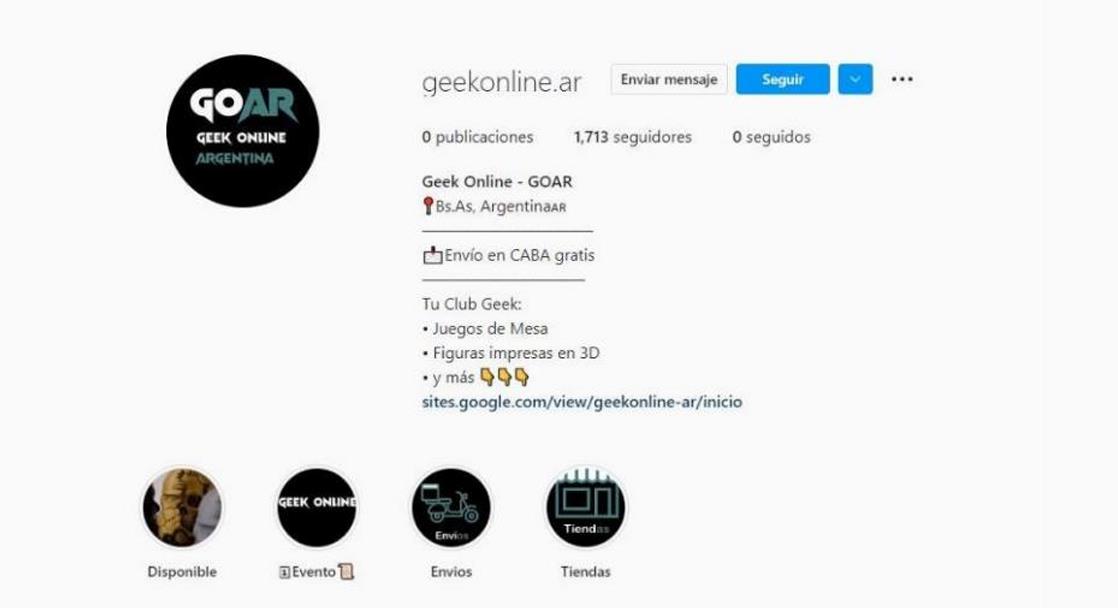 GOAR
GEEK ONLINE
ARGENTINA
geekonline.ar Enviar mensaje Seguir
0 publicaciones 1,713 seguidores 0 seguidos
Geek Online - GOAR
📍Bs.As, ArgentinaAR
📩Envío en CABA gratis
Tu Club Geek:
• Juegos de Mesa
• Figuras impresas en 3D
• y más 👇👇👇
sites.google.com/view/geekonline-ar/inicio
GEEK ONLINE
Envios
Tiendas
Disponible 🗓Evento📜 Envios Tiendas